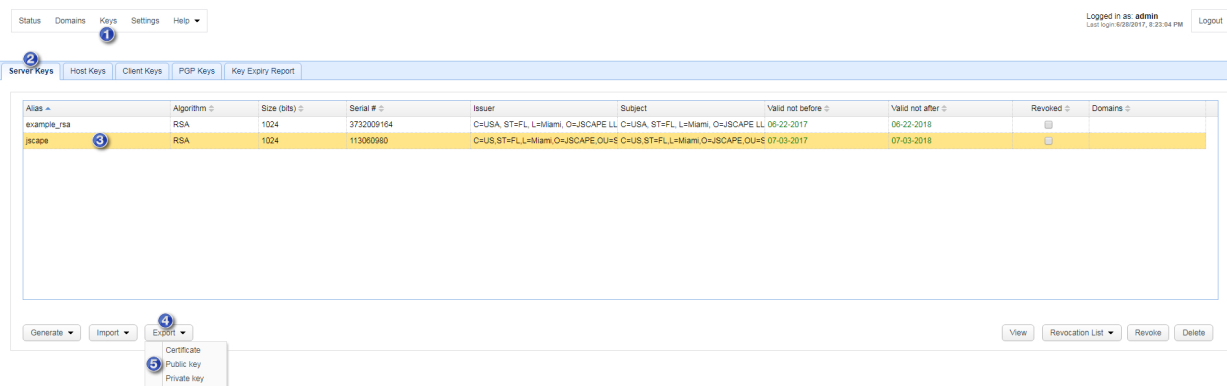 Status Domains Keys Settings Help
Logged in as: admin
Last login:6/28/2017, 8:23:04 PM
Logout
1
2
Server Keys Host Keys Client Keys PGP Keys Key Expiry Report
Alias Algorithm Size (bits) Serial # Issuer Subject Valid not before Valid not after Revoked Domains
example_rsa RSA 1024 3732009164 C=USA, ST=FL, L=Miami, O=JSCAPE LL C=USA, ST=FL, L=Miami, O=JSCAPE LL 06-22-2017 06-22-2018
jscape 3 RSA 1024 113060980 C=US,ST=FL,L=Miami,O=JSCAPE,OU=S C=US,ST=FL,L=Miami,O=JSCAPE,OU=S 07-03-2017 07-03-2018
4
Generate Import Export View Revocation List Revoke Delete
Certificate
5 Public key
Private key